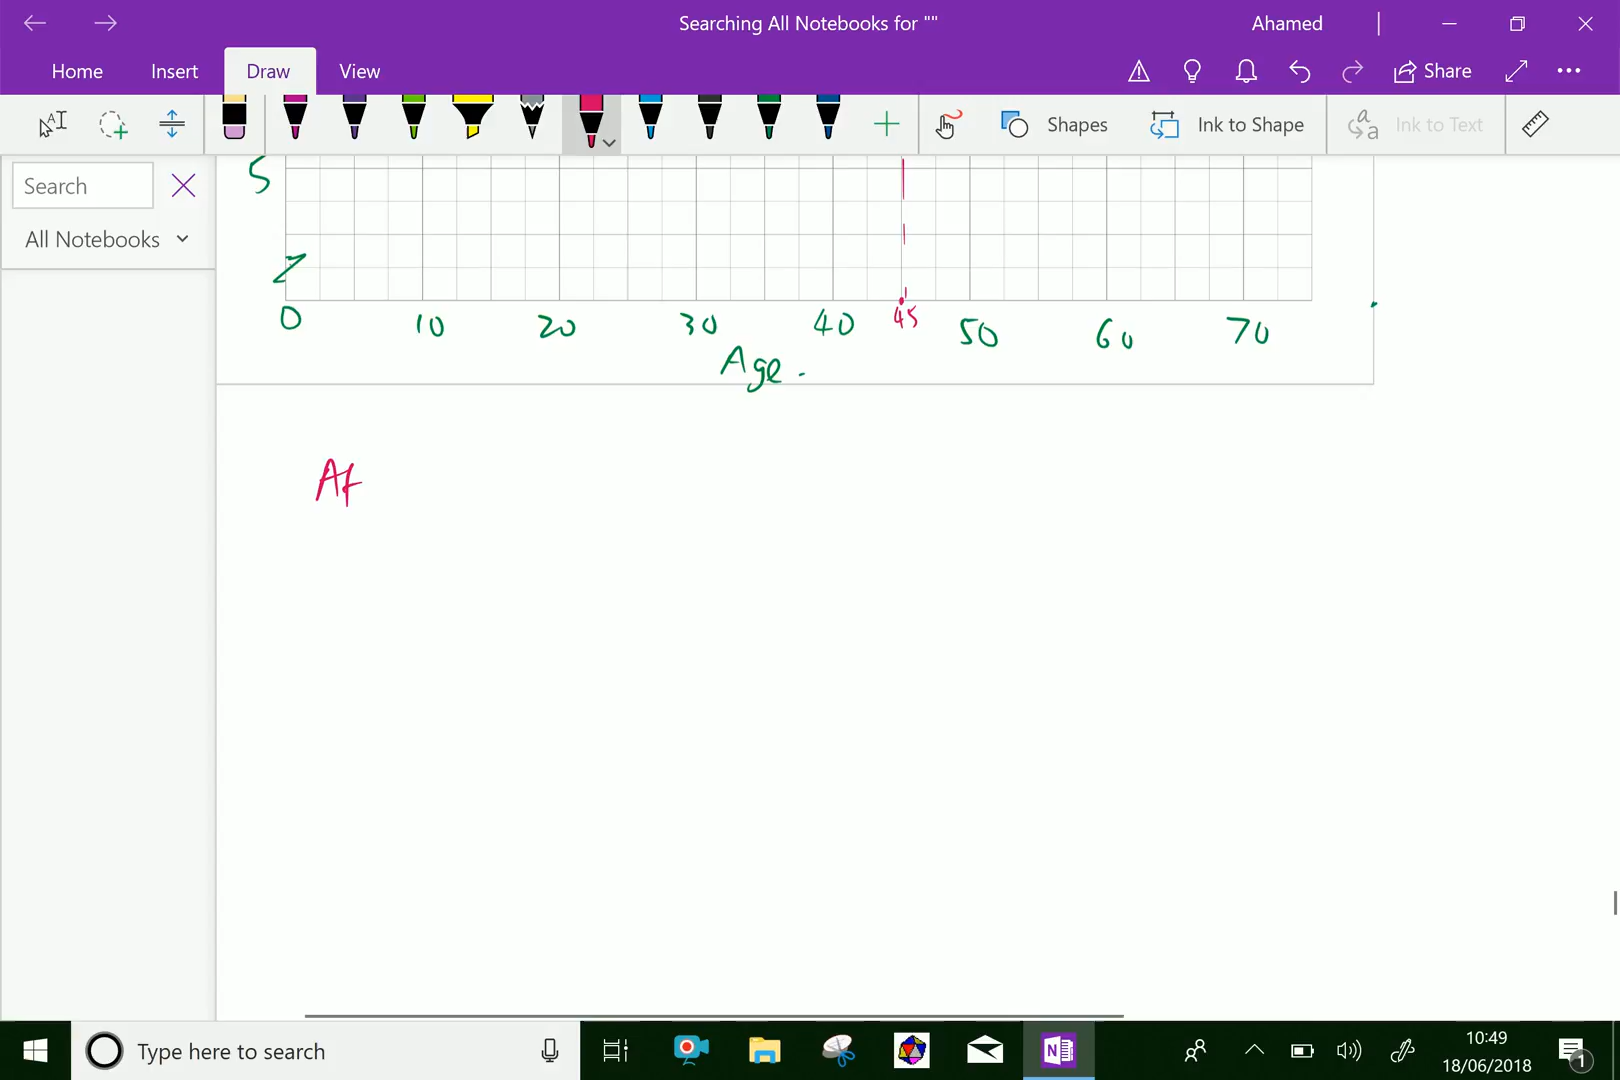 Searching All Notebooks for ""
Ahamed
Home Insert Draw View
Share
Shapes
Ink to Shape
Ink to Text
Search
All Notebooks
5
0 10 20 30 40 45 50 60 70
Age.
At
Type here to search
10:49
18/06/2018
1